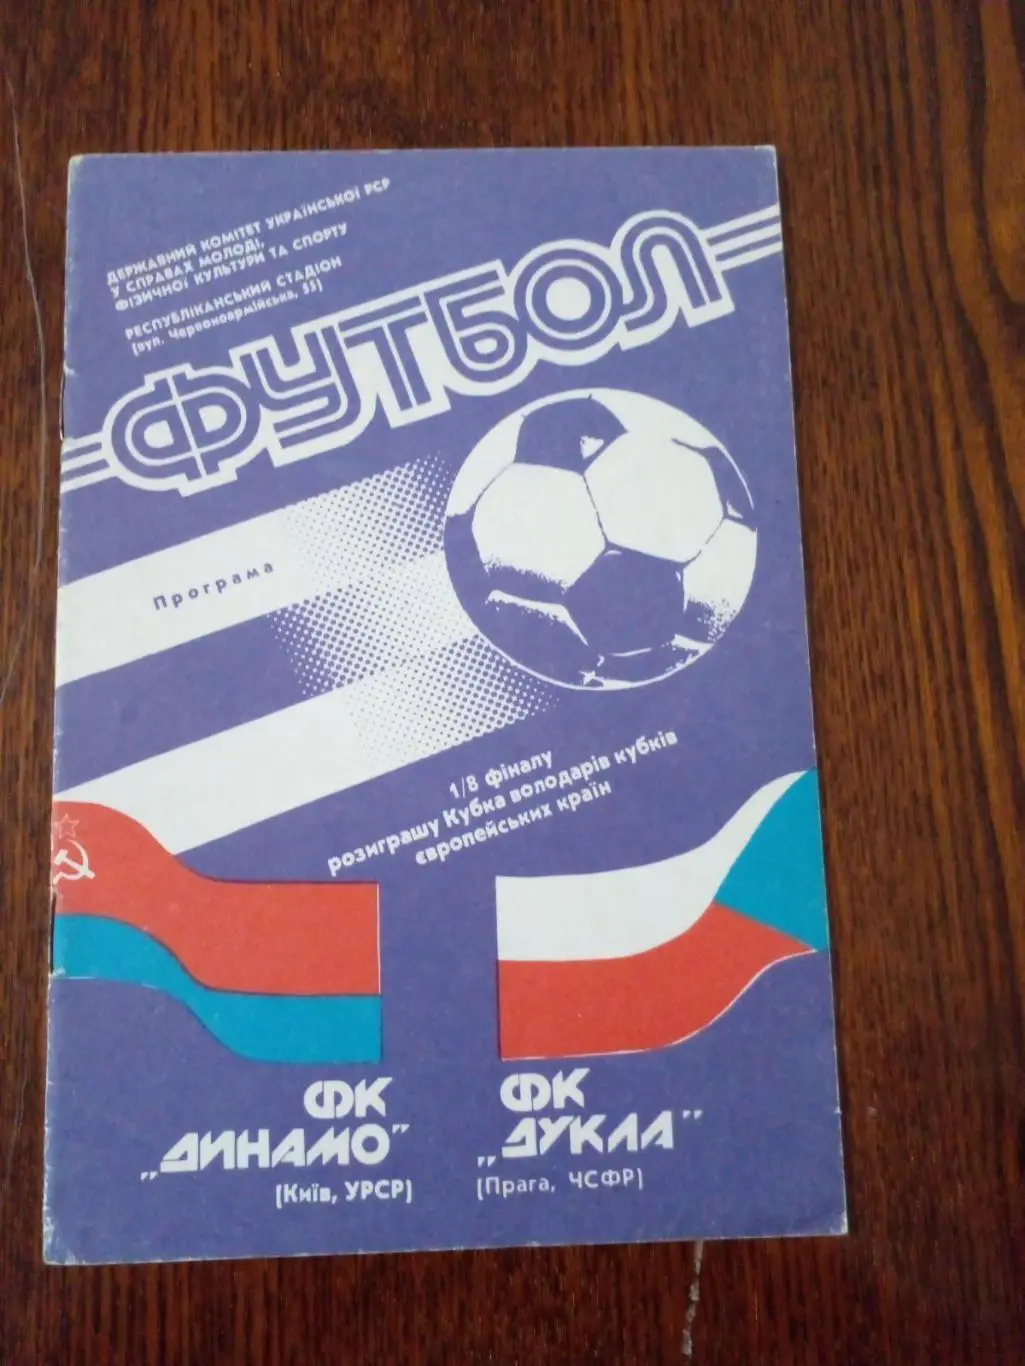 ДЕРЖАВНИЙ КОМІТЕТ УКРАЇНСЬКОЇ РСР
У СПРАВАХ МОЛОДІ,
ФІЗИЧНОЇ КУЛЬТУРИ ТА СПОРТУ
РЕСПУБЛІКАНСЬКИЙ СТАДІОН
(вул. Червоноармійська, 55)
ФУТБОЛ
Програма
1/8 фіналу
розиграшу Кубка володарів кубків
європейських країн
ФК
„ДИНАМО"
(Київ, УРСР)
ФК
„ДУКЛА"
(Прага, ЧСФР)